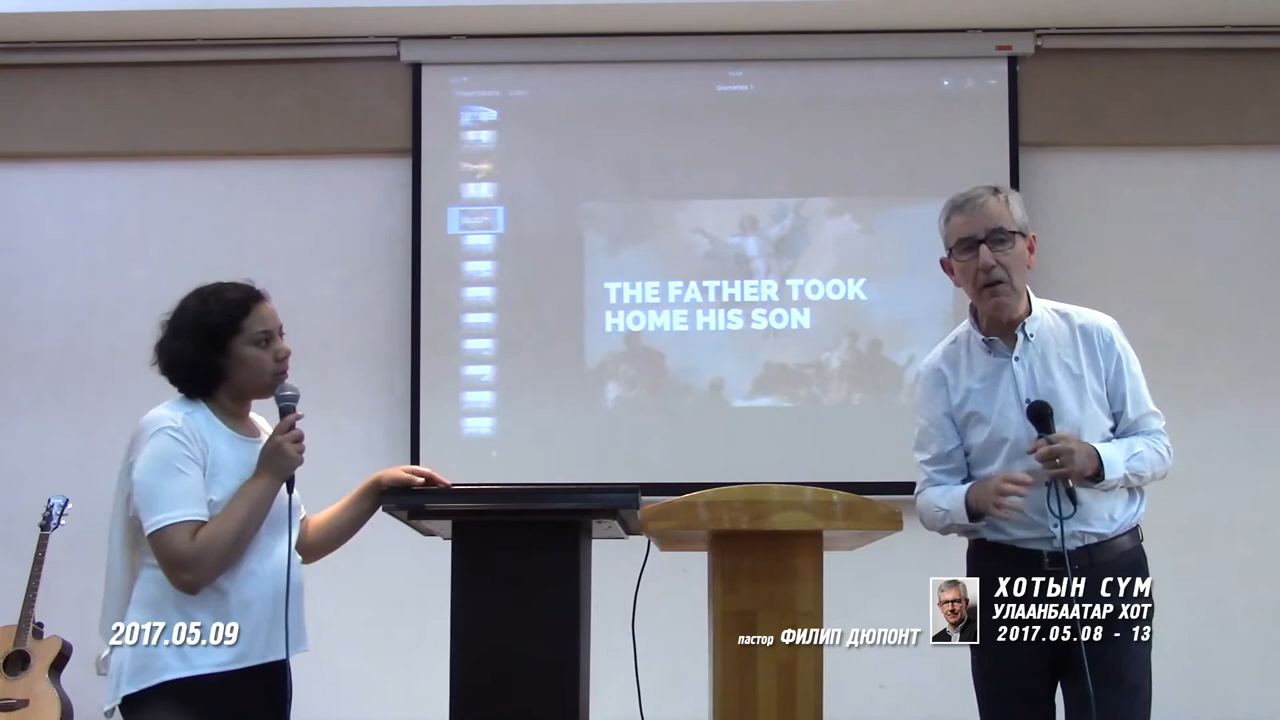 THE FATHER TOOK
HOME HIS SON
2017.05.09
пастор ФИЛИП ДЮПОНТ
ХОТЫН СҮМ
УЛААНБААТАР ХОТ
2017.05.08 - 13